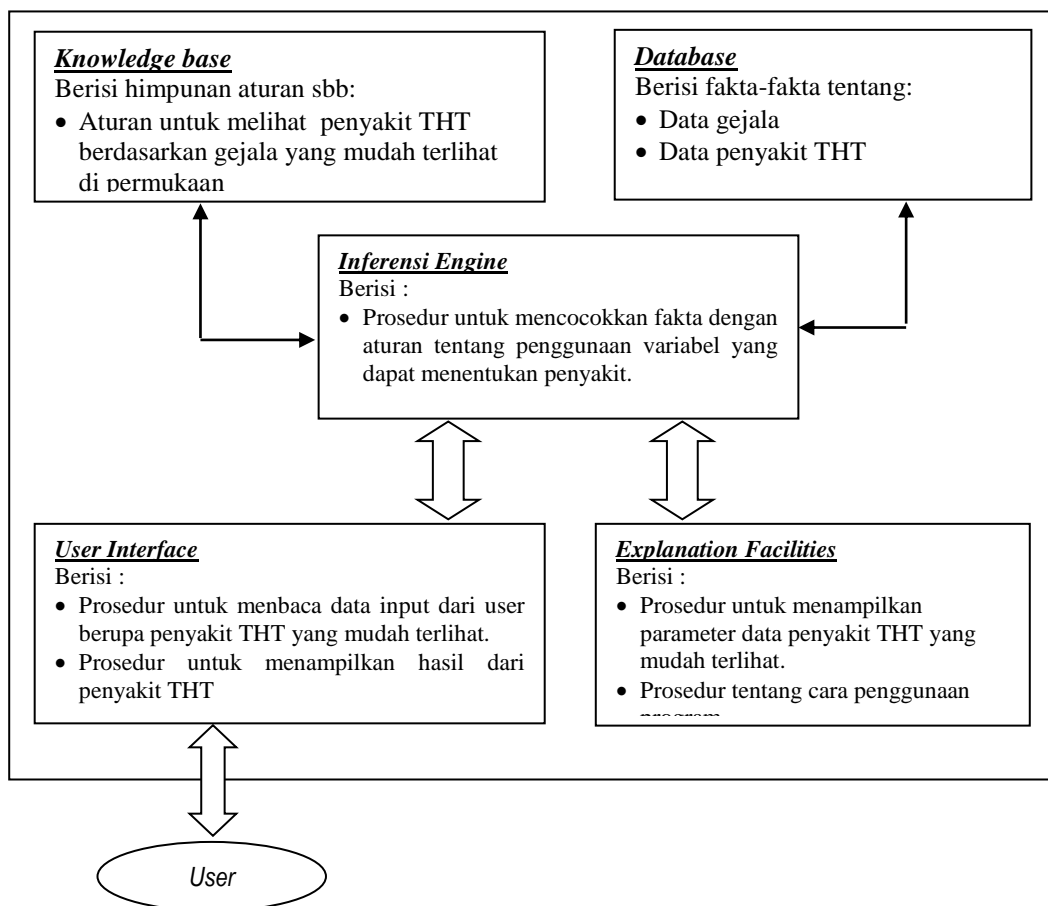 Knowledge base
Berisi himpunan aturan sbb:
• Aturan untuk melihat penyakit THT
berdasarkan gejala yang mudah terlihat
di permukaan
Database
Berisi fakta-fakta tentang:
• Data gejala
• Data penyakit THT
Inferensi Engine
Berisi :
• Prosedur untuk mencocokkan fakta dengan
aturan tentang penggunaan variabel yang
dapat menentukan penyakit.
User Interface
Berisi :
• Prosedur untuk menbaca data input dari user
berupa penyakit THT yang mudah terlihat.
• Prosedur untuk menampilkan hasil dari
penyakit THT
Explanation Facilities
Berisi :
• Prosedur untuk menampilkan
parameter data penyakit THT yang
mudah terlihat.
• Prosedur tentang cara penggunaan
User